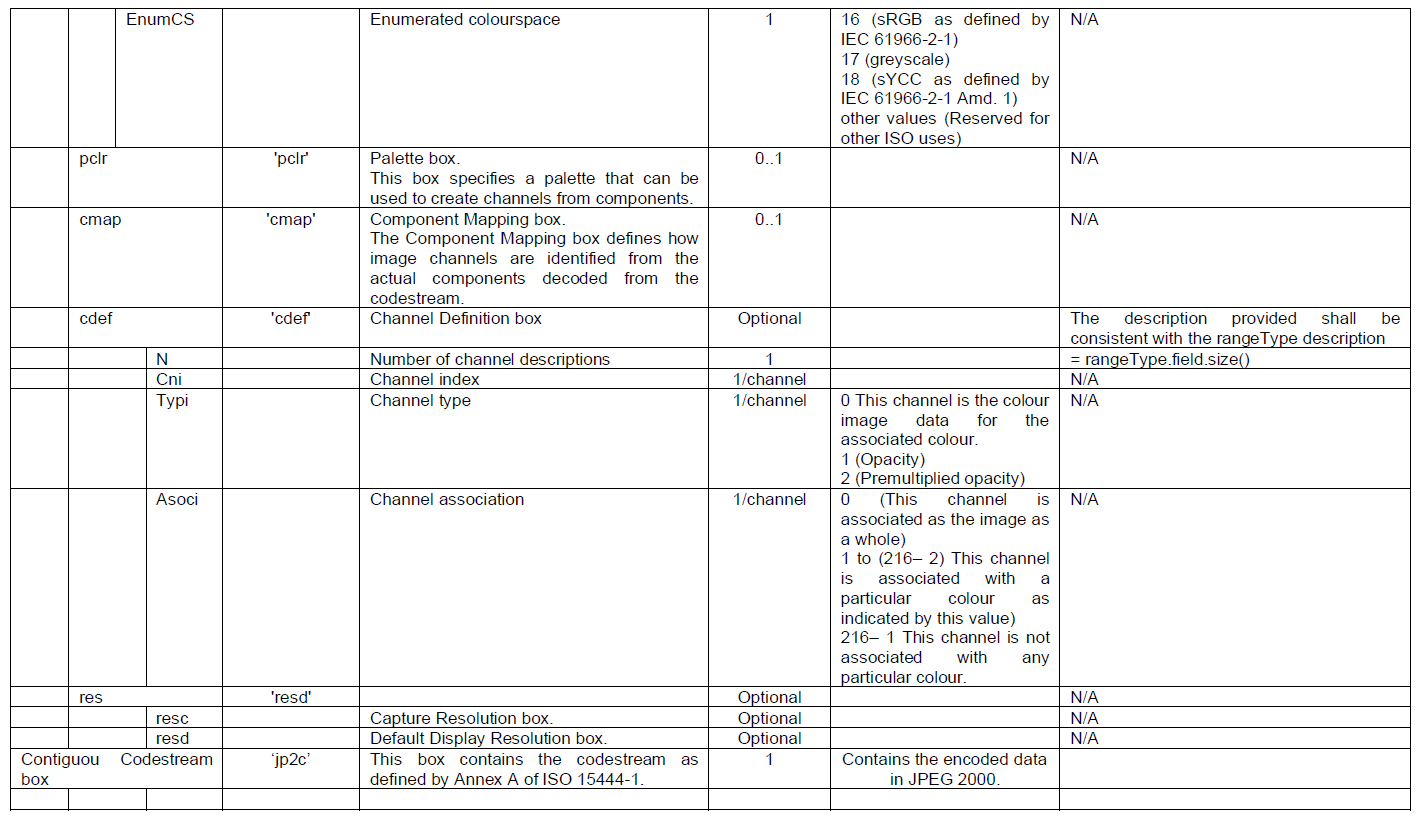 EnumCS Enumerated colourspace 1 16 (sRGB as defined by N/A
IEC 61966-2-1)
17 (greyscale)
18 (sYCC as defined by
IEC 61966-2-1 Amd. 1)
other values (Reserved for
other ISO uses)
pclr 'pclr' Palette box. 0..1 N/A
This box specifies a palette that can be
used to create channels from components.
cmap 'cmap' Component Mapping box. 0..1 N/A
The Component Mapping box defines how
image channels are identified from the
actual components decoded from the
codestream.
cdef 'cdef' Channel Definition box Optional The description provided shall be
consistent with the rangeType description
N Number of channel descriptions 1 = rangeType.field.size()
Cni Channel index 1/channel N/A
Typi Channel type 1/channel 0 This channel is the colour N/A
image data for the
associated colour.
1 (Opacity)
2 (Premultiplied opacity)
Asoci Channel association 1/channel 0 (This channel is N/A
associated as the image as
a whole)
1 to (216– 2) This channel
is associated with a
particular colour as
indicated by this value)
216– 1 This channel is not
associated with any
particular colour.
res 'resd' Optional N/A
resc Capture Resolution box. Optional N/A
resd Default Display Resolution box. Optional N/A
Contiguou Codestream ‘jp2c’ This box contains the codestream as 1 Contains the encoded data
box defined by Annex A of ISO 15444-1. in JPEG 2000.